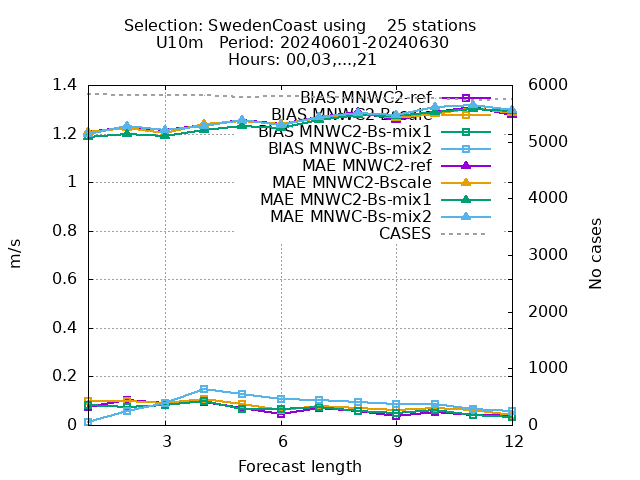 Selection: SwedenCoast using    25 stations
U10m   Period: 20240601-20240630
Hours: 00,03,...,21
1.4
1.2
1
0.8
0.6
0.4
0.2
0
m/s
6000
5000
4000
3000
2000
1000
0
No cases
BIAS MNWC2-ref
BIAS MNWC2-Bscale
BIAS MNWC2-Bs-mix1
BIAS MNWC-Bs-mix2
MAE MNWC2-ref
MAE MNWC2-Bscale
MAE MNWC2-Bs-mix1
MAE MNWC-Bs-mix2
CASES
3 6 9 12
Forecast length